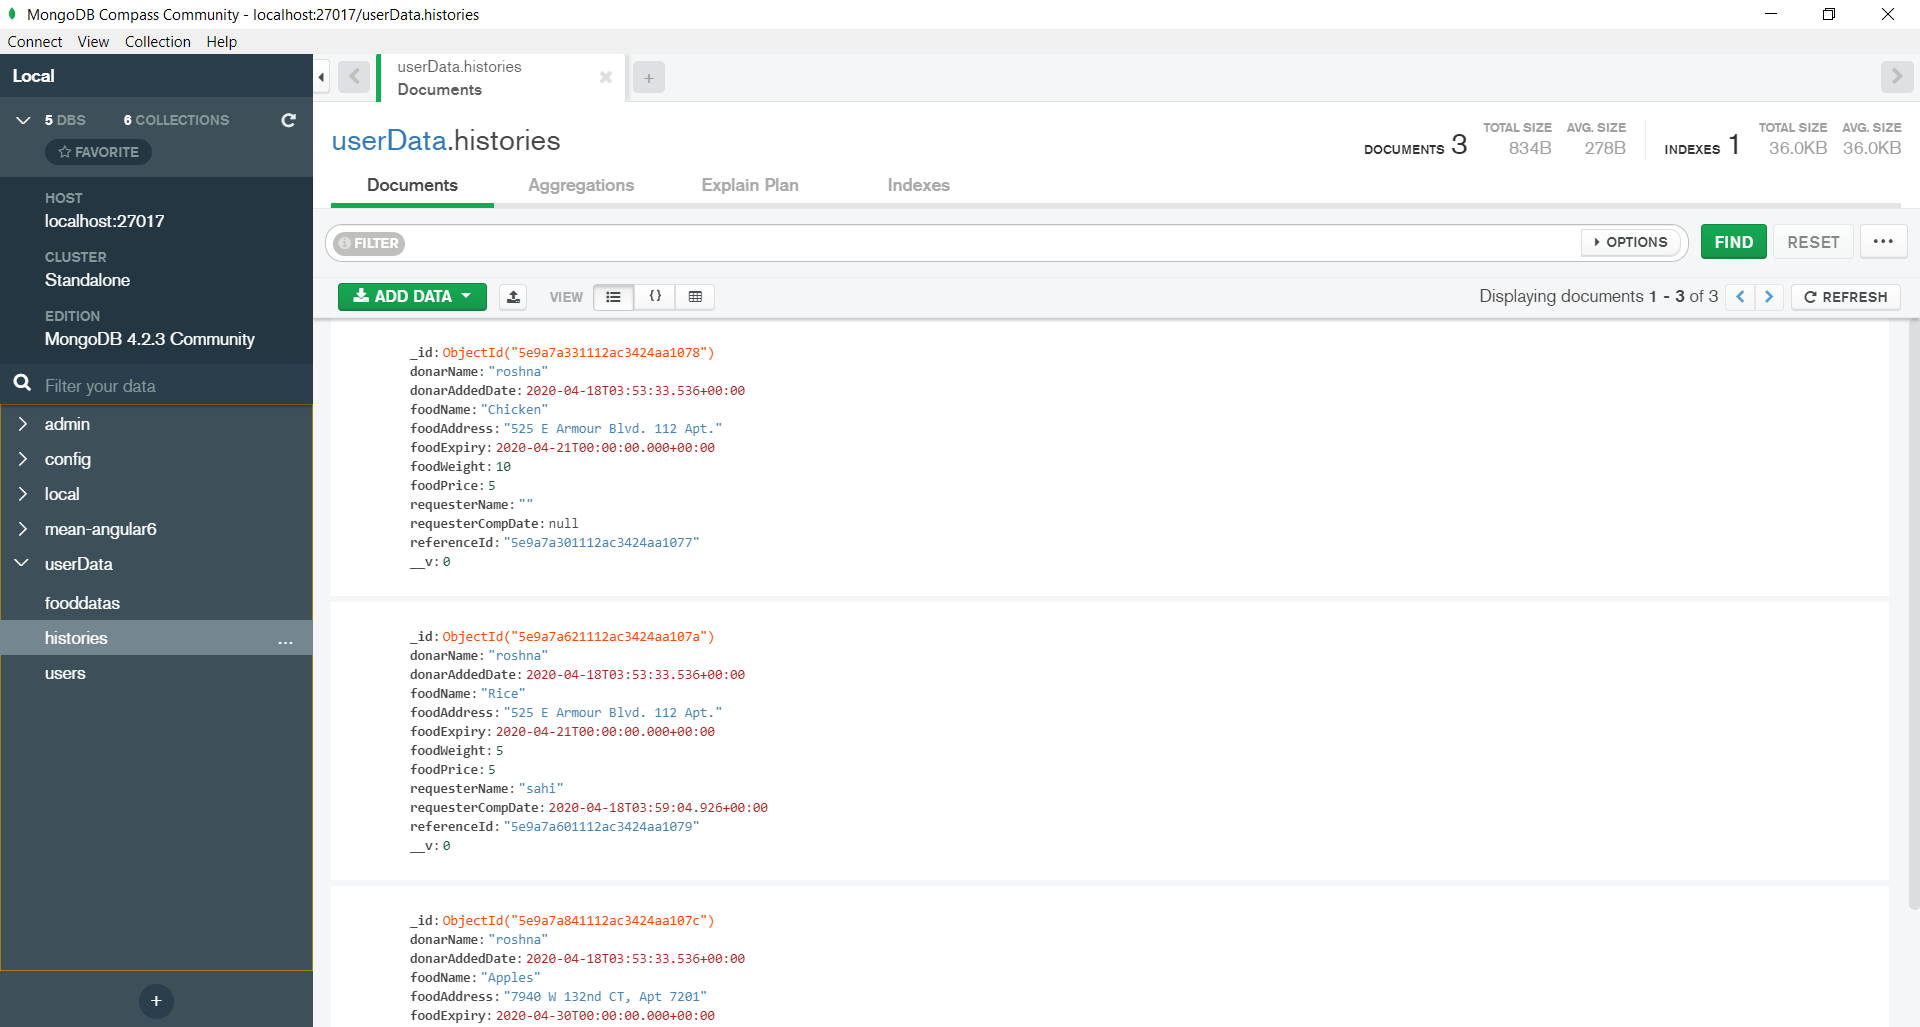 MongoDB Compass Community - localhost:27017/userData.histories
Connect View Collection Help
Local
5 DBS 6 COLLECTIONS
FAVORITE
HOST
localhost:27017
CLUSTER
Standalone
EDITION
MongoDB 4.2.3 Community
Filter your data
admin
config
local
mean-angular6
userData
fooddatas
histories ...
users
+
userData.histories
Documents
+
userData.histories
DOCUMENTS 3 TOTAL SIZE 834B AVG. SIZE 278B INDEXES 1 TOTAL SIZE 36.0KB AVG. SIZE 36.0KB
Documents Aggregations Explain Plan Indexes
FILTER OPTIONS FIND RESET ...
ADD DATA VIEW {} Displaying documents 1 - 3 of 3 REFRESH
_id: ObjectId("5e9a7a331112ac3424aa1078")
donarName: "roshna"
donarAddedDate: 2020-04-18T03:53:33.536+00:00
foodName: "Chicken"
foodAddress: "525 E Armour Blvd. 112 Apt."
foodExpiry: 2020-04-21T00:00:00.000+00:00
foodWeight: 10
foodPrice: 5
requesterName: ""
requesterCompDate: null
referenceId: "5e9a7a301112ac3424aa1077"
__v: 0
_id: ObjectId("5e9a7a621112ac3424aa107a")
donarName: "roshna"
donarAddedDate: 2020-04-18T03:53:33.536+00:00
foodName: "Rice"
foodAddress: "525 E Armour Blvd. 112 Apt."
foodExpiry: 2020-04-21T00:00:00.000+00:00
foodWeight: 5
foodPrice: 5
requesterName: "sahi"
requesterCompDate: 2020-04-18T03:59:04.926+00:00
referenceId: "5e9a7a601112ac3424aa1079"
__v: 0
_id: ObjectId("5e9a7a841112ac3424aa107c")
donarName: "roshna"
donarAddedDate: 2020-04-18T03:53:33.536+00:00
foodName: "Apples"
foodAddress: "7940 W 132nd CT, Apt 7201"
foodExpiry: 2020-04-30T00:00:00.000+00:00